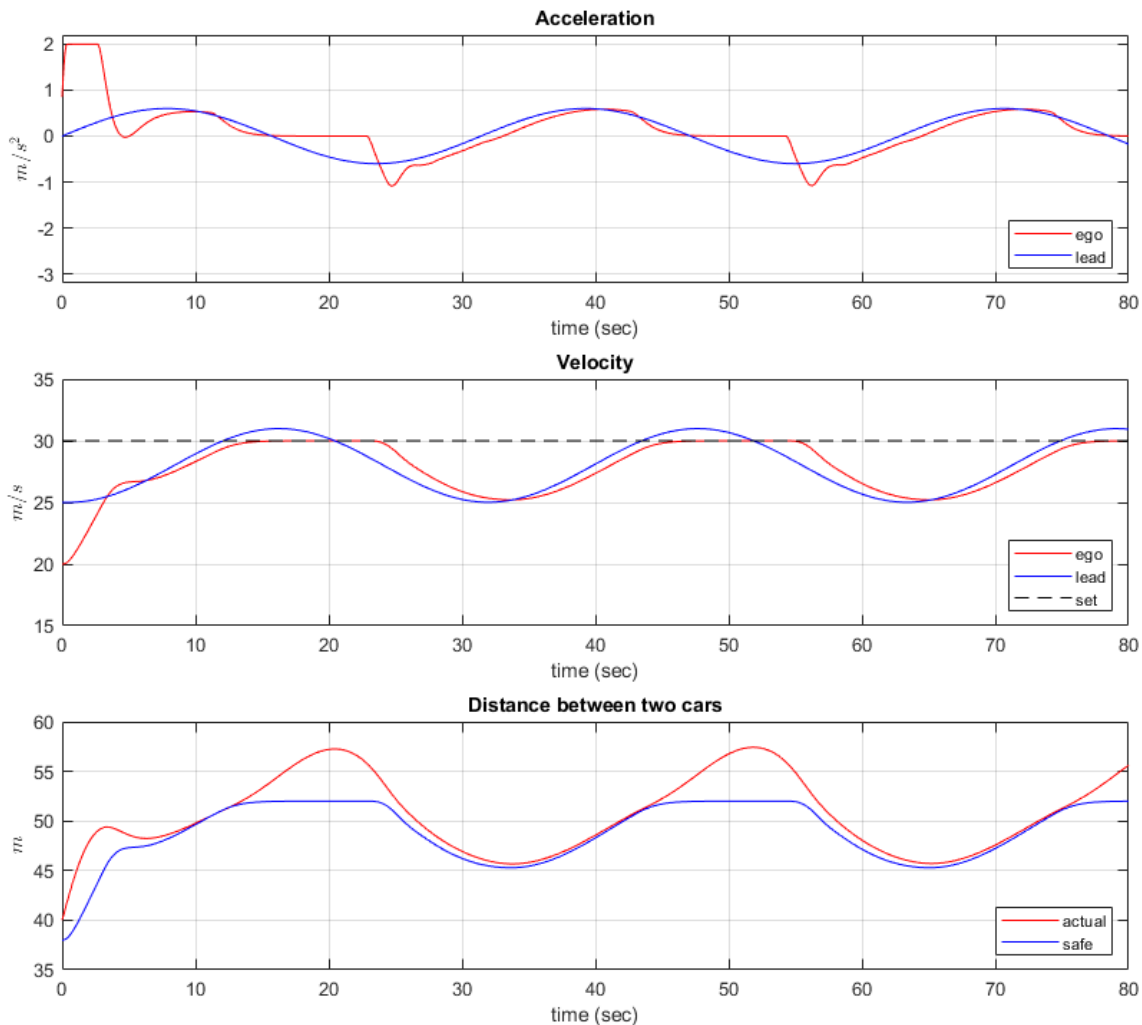 Acceleration
2
1
0
-1
-2
-3
m/s²
ego
lead
0 10 20 30 40 50 60 70 80
time (sec)
Velocity
35
30
25
20
15
m/s
ego
lead
set
0 10 20 30 40 50 60 70 80
time (sec)
Distance between two cars
60
55
50
45
40
35
m
actual
safe
0 10 20 30 40 50 60 70 80
time (sec)